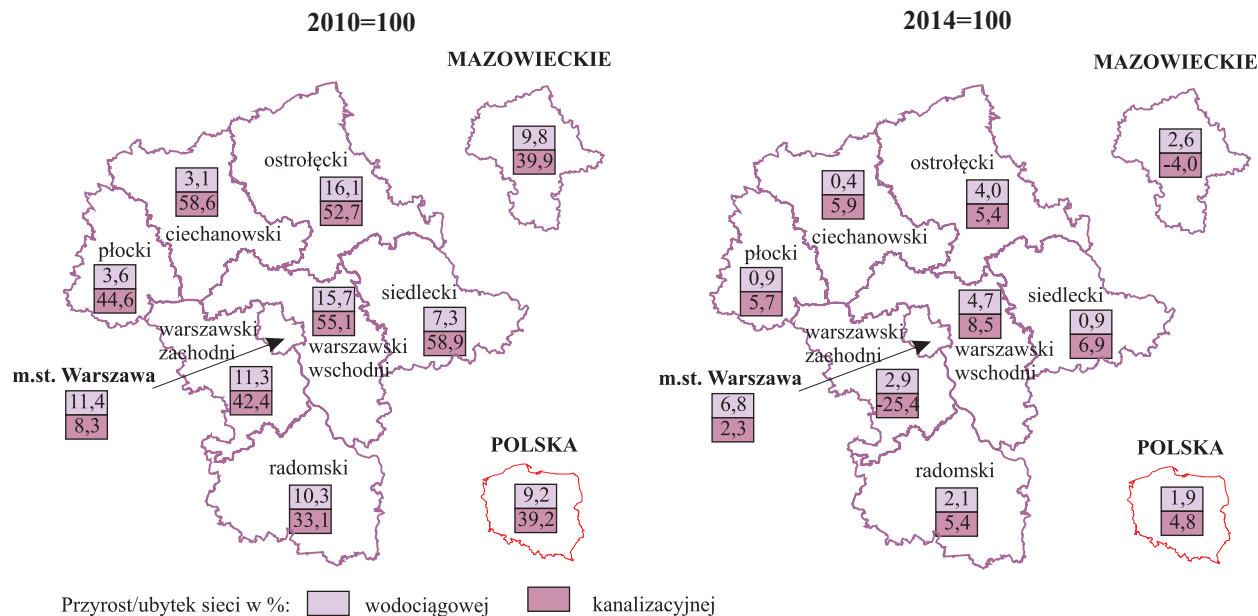 2010=100
MAZOWIECKIE
9,8
39,9
ostrołęcki
16,1
52,7
3,1
58,6
ciechanowski
płocki
3,6
44,6
15,7
55,1
siedlecki
7,3
58,9
warszawski
zachodni
warszawski
wschodni
m.st. Warszawa
11,4
8,3
11,3
42,4
radomski
10,3
33,1
POLSKA
9,2
39,2
2014=100
MAZOWIECKIE
2,6
-4,0
ostrołęcki
4,0
5,4
0,4
5,9
ciechanowski
płocki
0,9
5,7
4,7
8,5
siedlecki
0,9
6,9
warszawski
zachodni
warszawski
wschodni
m.st. Warszawa
6,8
2,3
2,9
-25,4
radomski
2,1
5,4
POLSKA
1,9
4,8
Przyrost/ubytek sieci w %: wodociągowej kanalizacyjnej